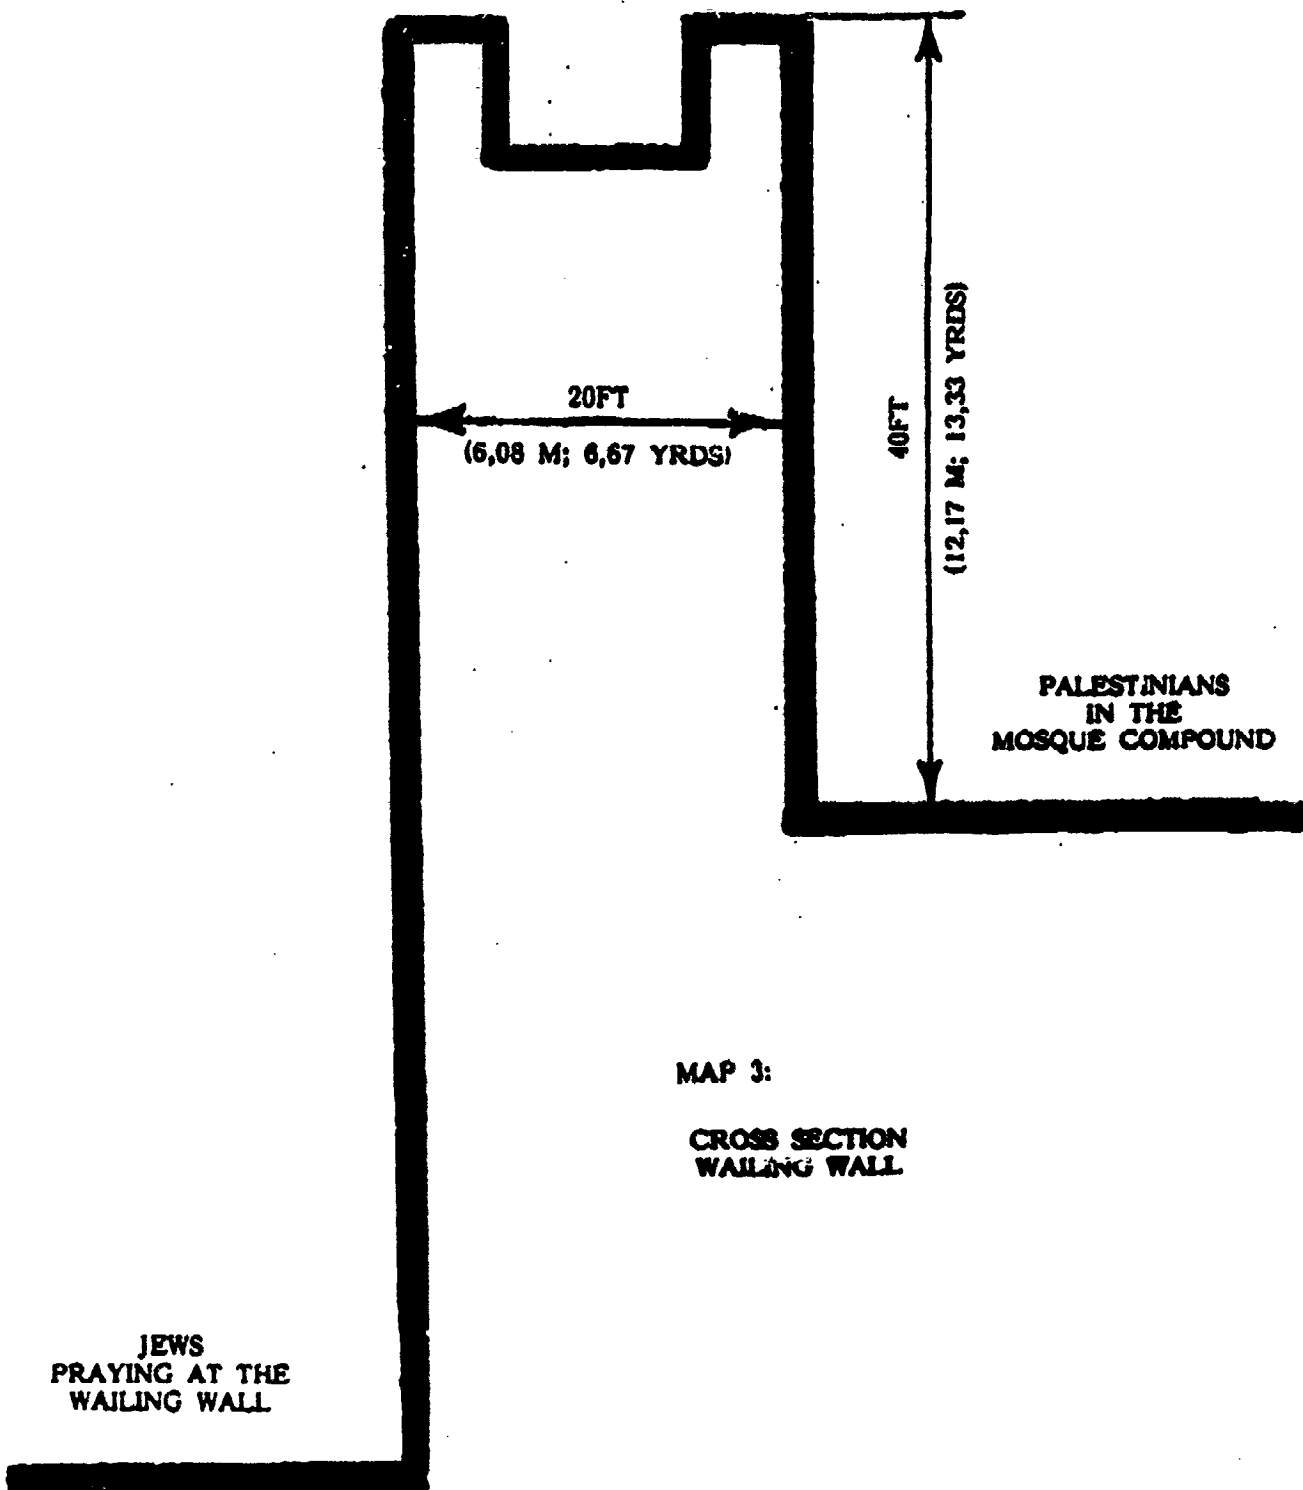 20FT
(6,08 M; 6,67 YRDS)
40FT
(12,17 M; 13,33 YRDS)
PALESTINIANS
IN THE
MOSQUE COMPOUND
MAP 3:
CROSS SECTION
WAILING WALL
JEWS
PRAYING AT THE
WAILING WALL